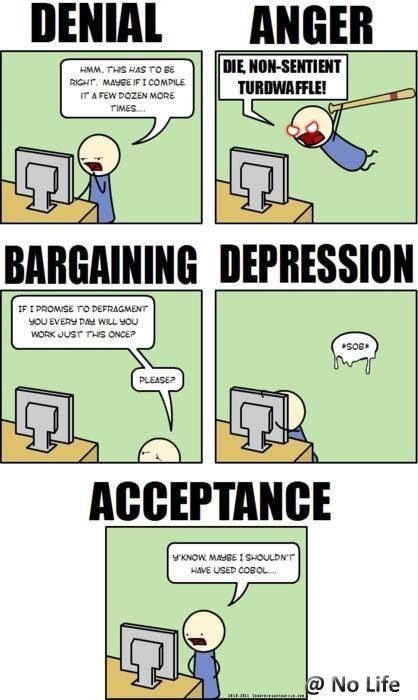 DENIAL
HMM. THIS HAS TO BE
RIGHT. MAYBE IF I COMPILE
IT A FEW DOZEN MORE
TIMES....
ANGER
DIE, NON-SENTIENT
TURDWAFFLE!
BARGAINING
IF I PROMISE TO DEFRAGMENT
YOU EVERY DAY WILL YOU
WORK JUST THIS ONCE?
PLEASE?
DEPRESSION
*SOB*
ACCEPTANCE
Y'KNOW, MAYBE I SHOULDN'T
HAVE USED COBOL....
@ No Life